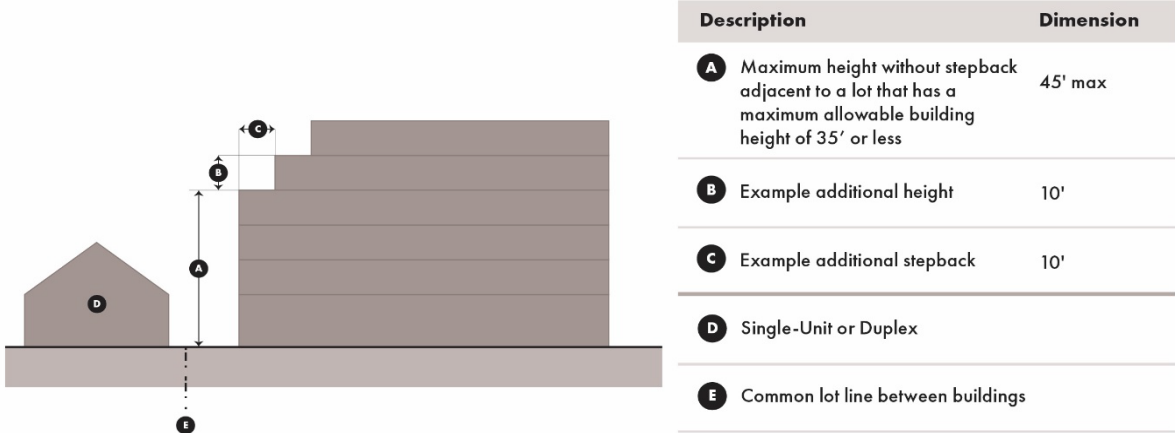 C
B
A
D
E
Description Dimension
A Maximum height without stepback
adjacent to a lot that has a
maximum allowable building
height of 35’ or less
45' max
B Example additional height 10'
C Example additional stepback 10'
D Single-Unit or Duplex
E Common lot line between buildings